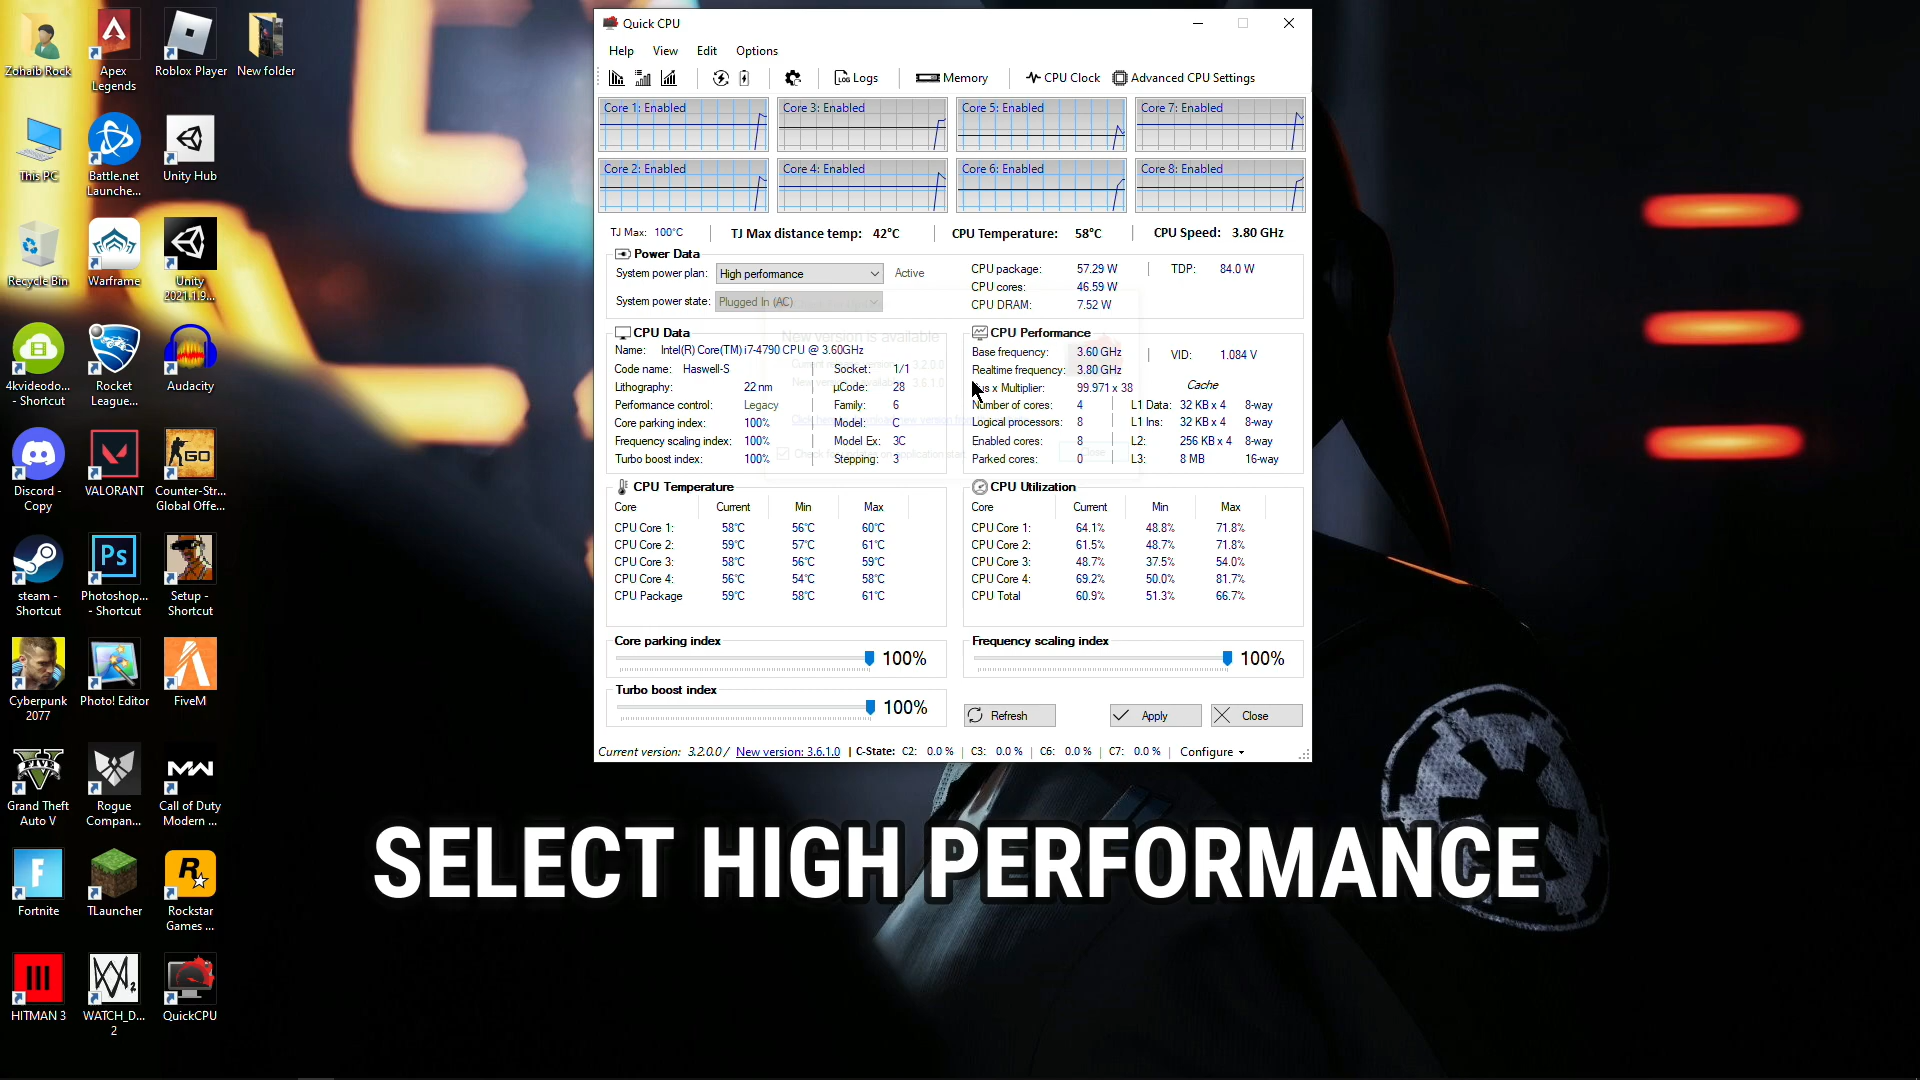 Zohaib Rock
Apex
Legends
Roblox Player
New folder
This PC
Battle.net
Launche...
Unity Hub
Recycle Bin
Warframe
Unity
2021.1.9...
4kvideodo...
- Shortcut
Rocket
League...
Audacity
Discord -
Copy
VALORANT
GO
Counter-Str...
Global Offe...
steam -
Shortcut
Ps
Photoshop...
- Shortcut
Setup -
Shortcut
Cyberpunk
2077
Photo! Editor
FiveM
Grand Theft
Auto V
Rogue
Compan...
MW
Call of Duty
Modern ...
Fortnite
TLauncher
Rockstar
Games ...
HITMAN 3
WATCH_D...
2
QuickCPU
Quick CPU
Help View Edit Options
LOG Logs Memory CPU Clock Advanced CPU Settings
Core 1: Enabled Core 3: Enabled Core 5: Enabled Core 7: Enabled
Core 2: Enabled Core 4: Enabled Core 6: Enabled Core 8: Enabled
TJ Max: 100°C TJ Max distance temp: 42°C CPU Temperature: 58°C CPU Speed: 3.80 GHz
Power Data
System power plan: High performance Active
System power state: Plugged In (AC)
CPU package: 57.29 W TDP: 84.0 W
CPU cores: 46.59 W
CPU DRAM: 7.52 W
New version is available
CPU Data
Name: Intel(R) Core(TM) i7-4790 CPU @ 3.60GHz
Code name: Haswell-S Socket: 1/1
Lithography: 22 nm µCode: 28
Performance control: Legacy Family: 6
Core parking index: 100% Model: C
Frequency scaling index: 100% Model Ex: 3C
Turbo boost index: 100% Stepping: 3
CPU Performance
Base frequency: 3.60 GHz VID: 1.084 V
Realtime frequency: 3.80 GHz
x Multiplier: 99.971 x 38 Cache
Number of cores: 4 L1 Data: 32 KB x 4 8-way
Logical processors: 8 L1 Ins: 32 KB x 4 8-way
Enabled cores: 8 L2: 256 KB x 4 8-way
Parked cores: 0 L3: 8 MB 16-way
CPU Temperature
Core Current Min Max
CPU Core 1: 58°C 56°C 60°C
CPU Core 2: 59°C 57°C 61°C
CPU Core 3: 58°C 56°C 59°C
CPU Core 4: 56°C 54°C 58°C
CPU Package 59°C 58°C 61°C
CPU Utilization
Core Current Min Max
CPU Core 1: 64.1% 48.8% 71.8%
CPU Core 2: 61.5% 48.7% 71.8%
CPU Core 3: 48.7% 37.5% 54.0%
CPU Core 4: 69.2% 50.0% 81.7%
CPU Total 60.9% 51.3% 66.7%
Core parking index
100%
Frequency scaling index
100%
Turbo boost index
100%
Refresh Apply Close
Current version: 3.2.0.0 / New version: 3.6.1.0 | C-State: C2: 0.0 % | C3: 0.0 % | C6: 0.0 % | C7: 0.0 % | Configure
SELECT HIGH PERFORMANCE